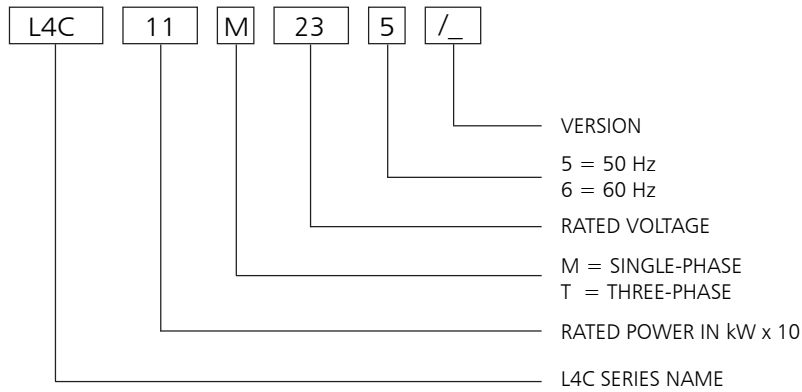 L4C 11 M 23 5 /_
VERSION
5 = 50 Hz
6 = 60 Hz
RATED VOLTAGE
M = SINGLE-PHASE
T = THREE-PHASE
RATED POWER IN kW x 10
L4C SERIES NAME